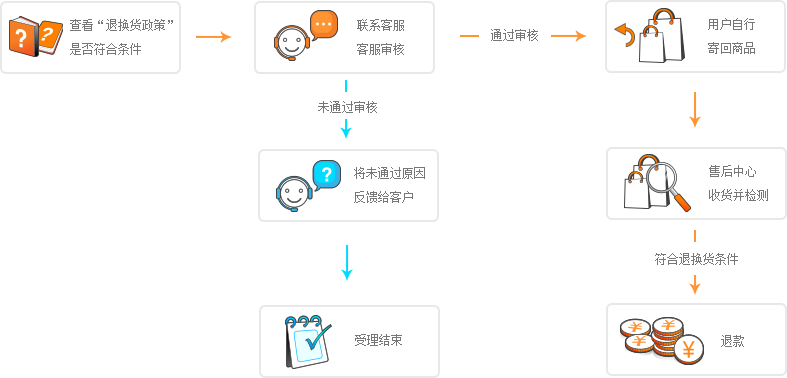 查看“退换货政策”
是否符合条件
联系客服
客服审核
通过审核
用户自行
寄回商品
未通过审核
将未通过原因
反馈给客户
售后中心
收货并检测
符合退换货条件
受理结束
退款